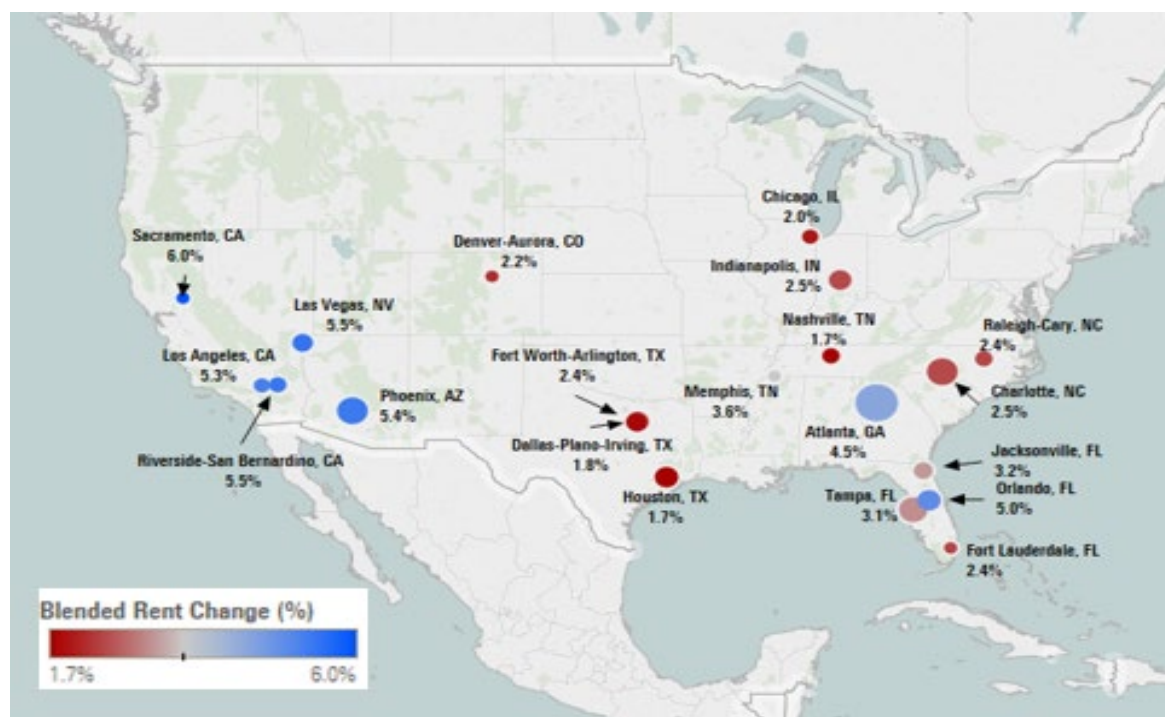 Chicago, IL
2.0%
Sacramento, CA
6.0%
Denver-Aurora, CO
2.2%
Indianapolis, IN
2.5%
Las Vegas, NV
5.5%
Nashville, TN
1.7%
Raleigh-Cary, NC
2.4%
Los Angeles, CA
5.3%
Fort Worth-Arlington, TX
2.4%
Memphis, TN
3.6%
Charlotte, NC
2.5%
Phoenix, AZ
5.4%
Atlanta, GA
4.5%
Dallas-Plano-Irving, TX
1.8%
Riverside-San Bernardino, CA
5.5%
Jacksonville, FL
3.2%
Houston, TX
1.7%
Tampa, FL
3.1%
Orlando, FL
5.0%
Fort Lauderdale, FL
2.4%
Blended Rent Change (%)
1.7%
6.0%